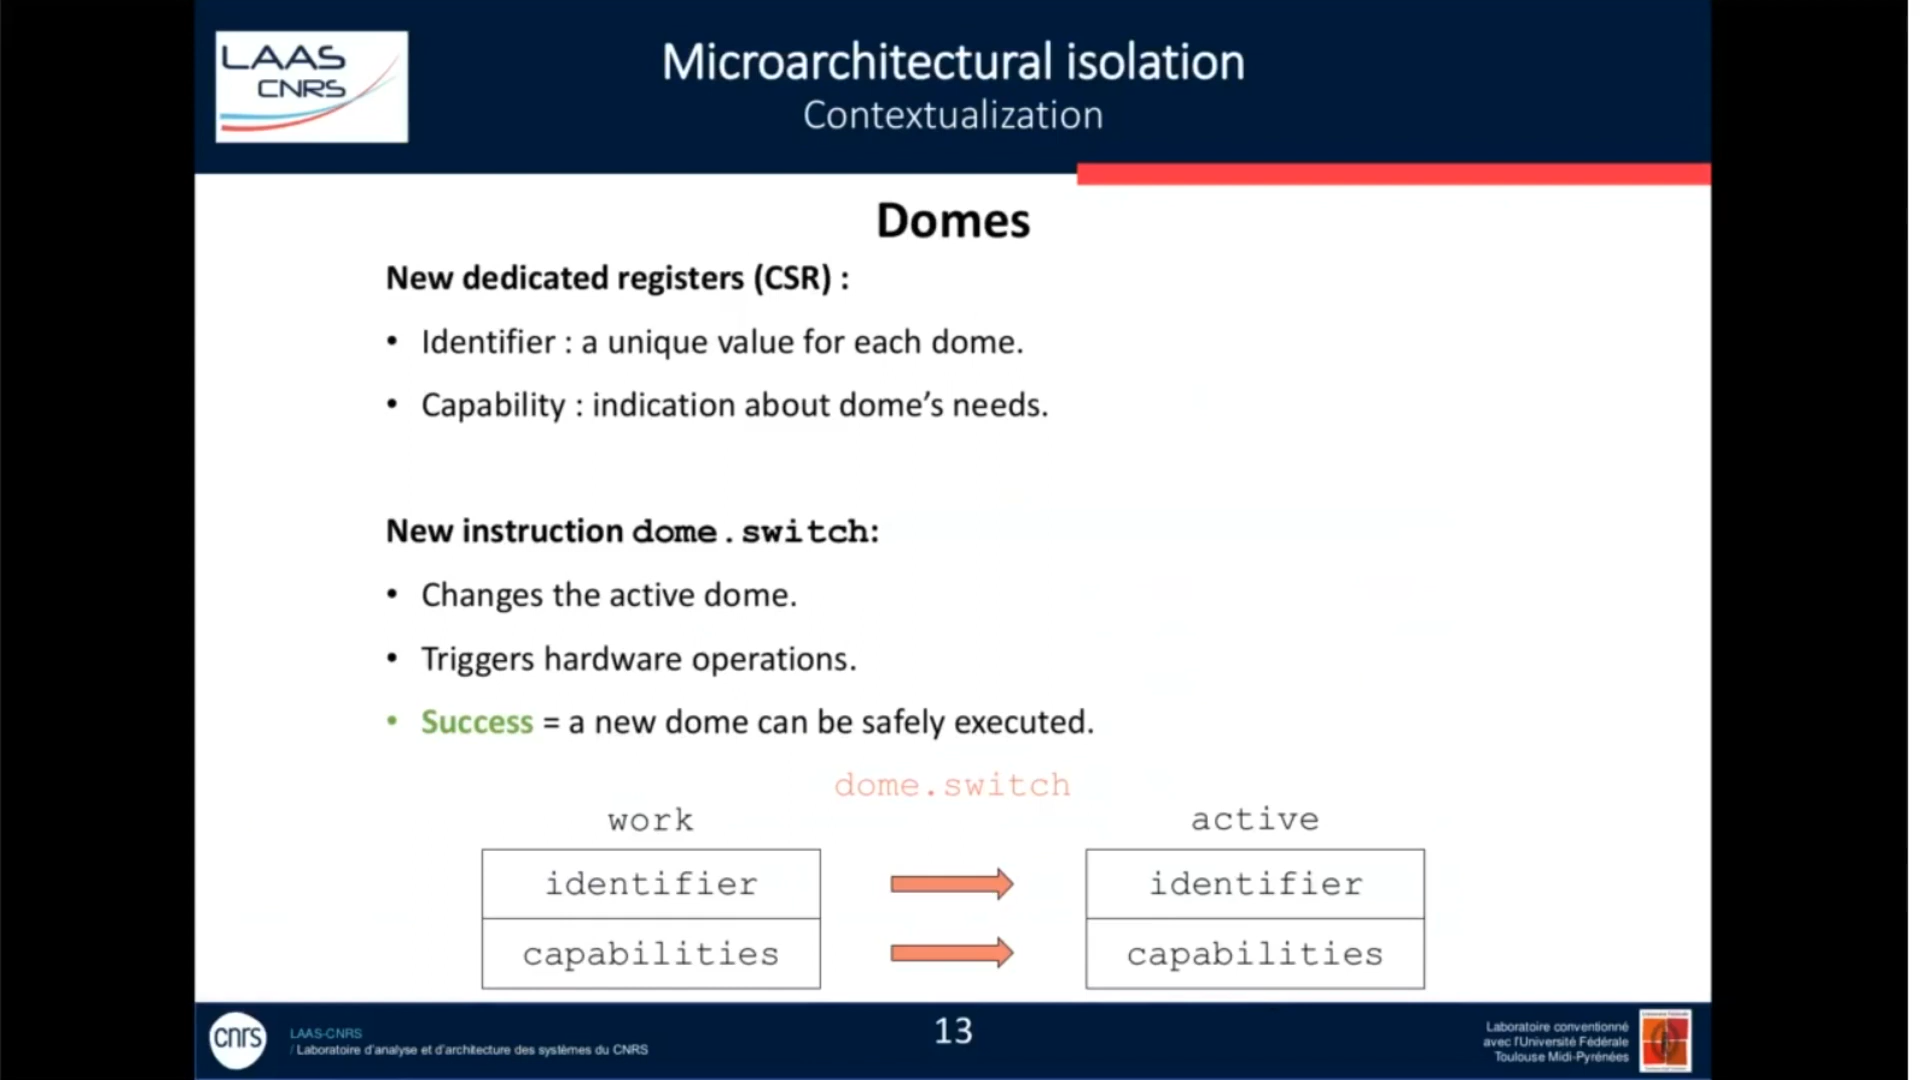 LAAS
CNRS
Microarchitectural isolation
Contextualization
Domes
New dedicated registers (CSR) :
• Identifier : a unique value for each dome.
• Capability : indication about dome’s needs.
New instruction dome.switch:
• Changes the active dome.
• Triggers hardware operations.
• Success = a new dome can be safely executed.
dome.switch
work
active
identifier
identifier
capabilities
capabilities
cnrs
LAAS-CNRS
/ Laboratoire d’analyse et d’architecture des systèmes du CNRS
13
Laboratoire conventionné
avec l’Université Fédérale
Toulouse Midi-Pyrénées